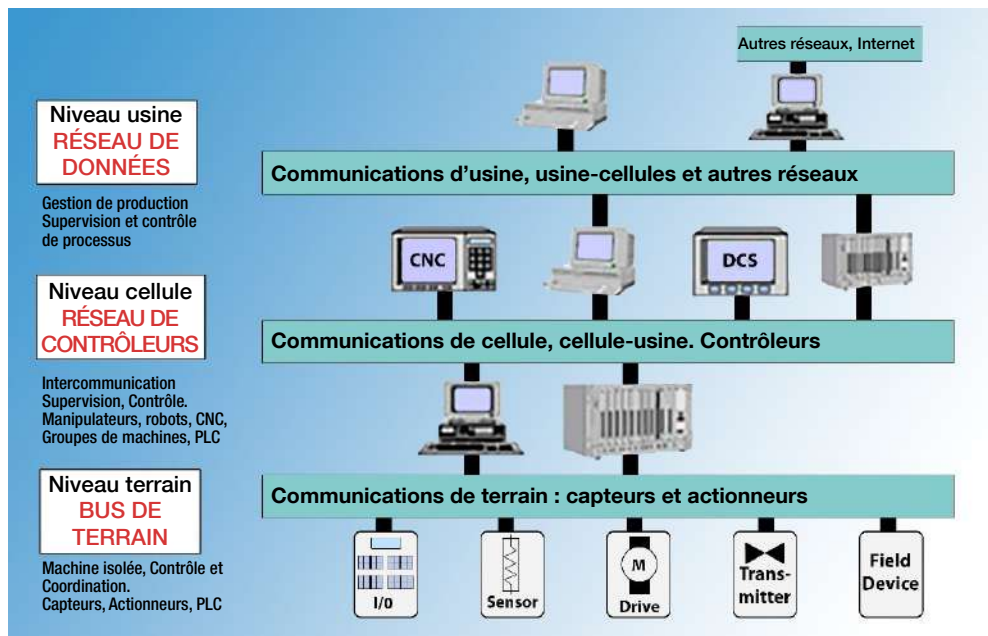 Autres réseaux, Internet
Niveau usine
RÉSEAU DE
DONNÉES
Communications d’usine, usine-cellules et autres réseaux
Gestion de production
Supervision et contrôle
de processus
CNC
DCS
Niveau cellule
RÉSEAU DE
CONTRÔLEURS
Communications de cellule, cellule-usine. Contrôleurs
Intercommunication
Supervision, Contrôle.
Manipulateurs, robots, CNC,
Groupes de machines, PLC
Niveau terrain
BUS DE
TERRAIN
Communications de terrain : capteurs et actionneurs
Machine isolée, Contrôle et
Coordination.
Capteurs, Actionneurs, PLC
I/0
Sensor
M
Drive
Trans-
mitter
Field
Device